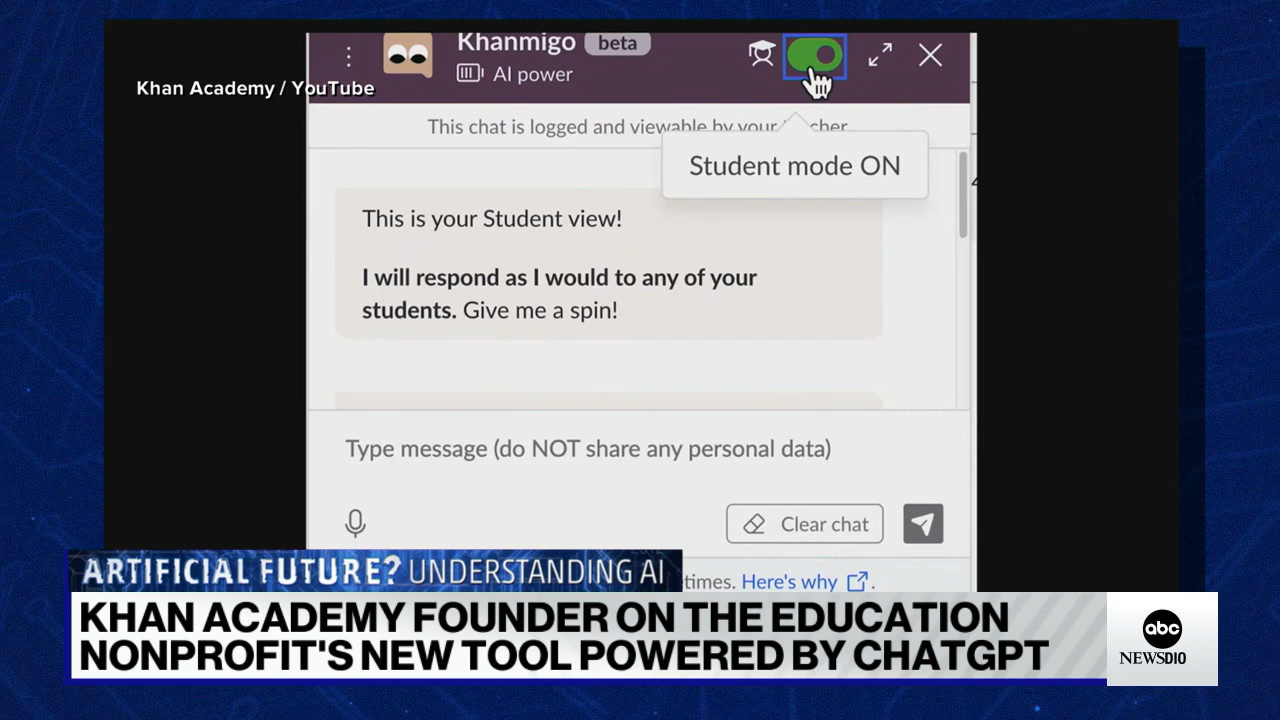 Khanmigo beta
AI power
Khan Academy / YouTube
This chat is logged and viewable by your
Student mode ON
This is your Student view!
I will respond as I would to any of your
students. Give me a spin!
Type message (do NOT share any personal data)
Clear chat
times. Here's why
ARTIFICIAL FUTURE? UNDERSTANDING AI
KHAN ACADEMY FOUNDER ON THE EDUCATION
NONPROFIT'S NEW TOOL POWERED BY CHATGPT
abc
NEWS